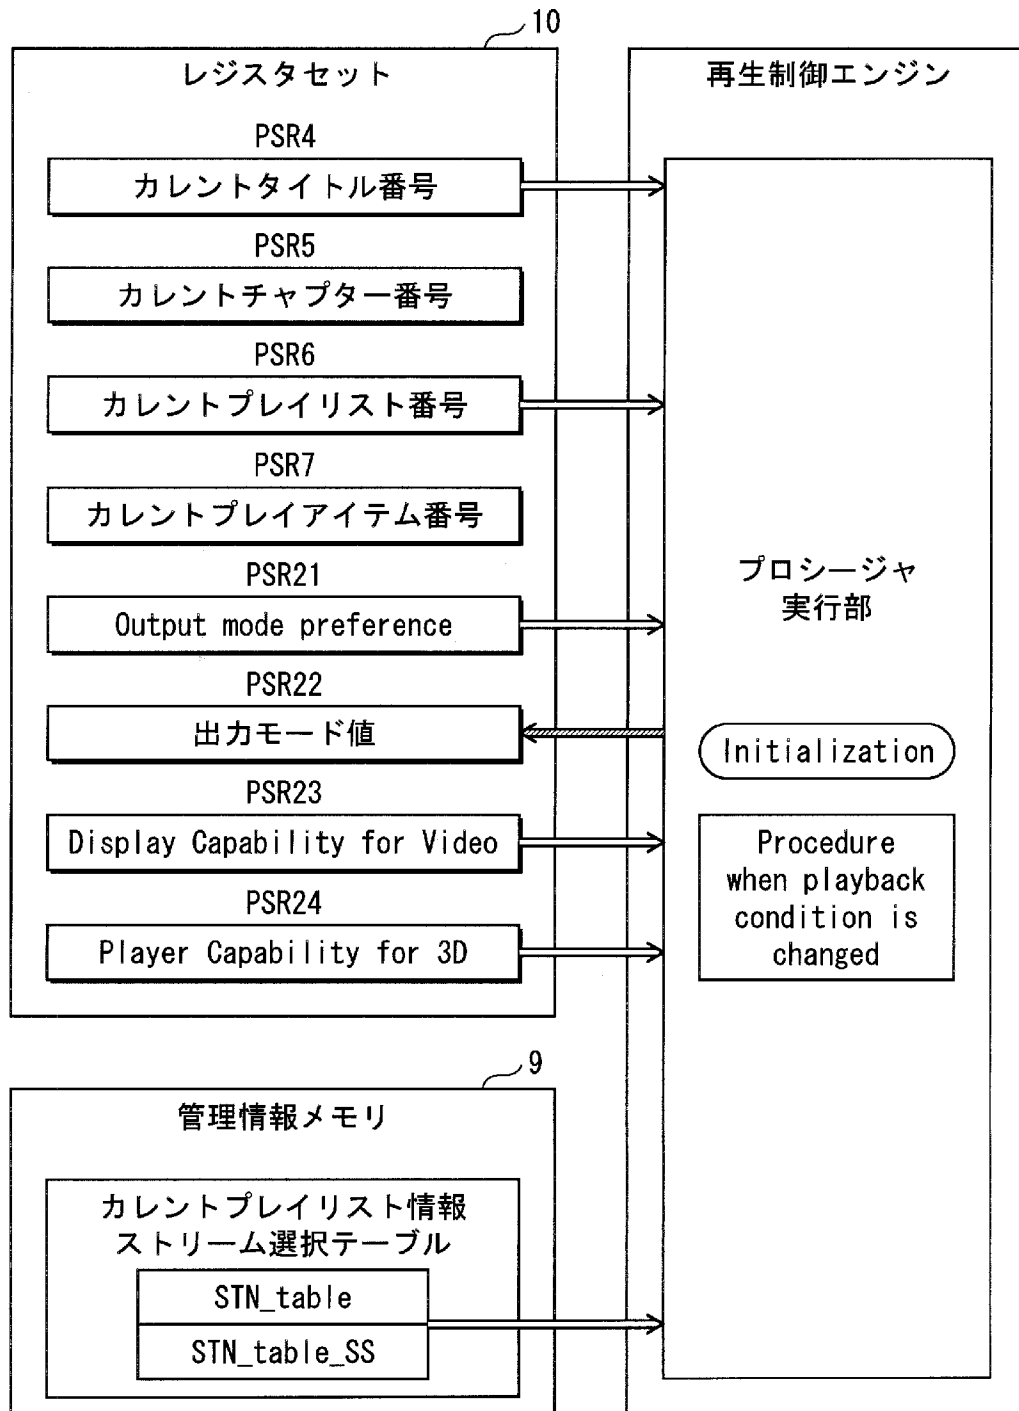 10
レジスタセット
PSR4
カレントタイトル番号
PSR5
カレントチャプター番号
PSR6
カレントプレイリスト番号
PSR7
カレントプレイアイテム番号
PSR21
Output mode preference
PSR22
出力モード値
PSR23
Display Capability for Video
PSR24
Player Capability for 3D
再生制御エンジン
プロシージャ
実行部
Initialization
Procedure
when playback
condition is
changed
9
管理情報メモリ
カレントプレイリスト情報
ストリーム選択テーブル
STN_table
STN_table_SS